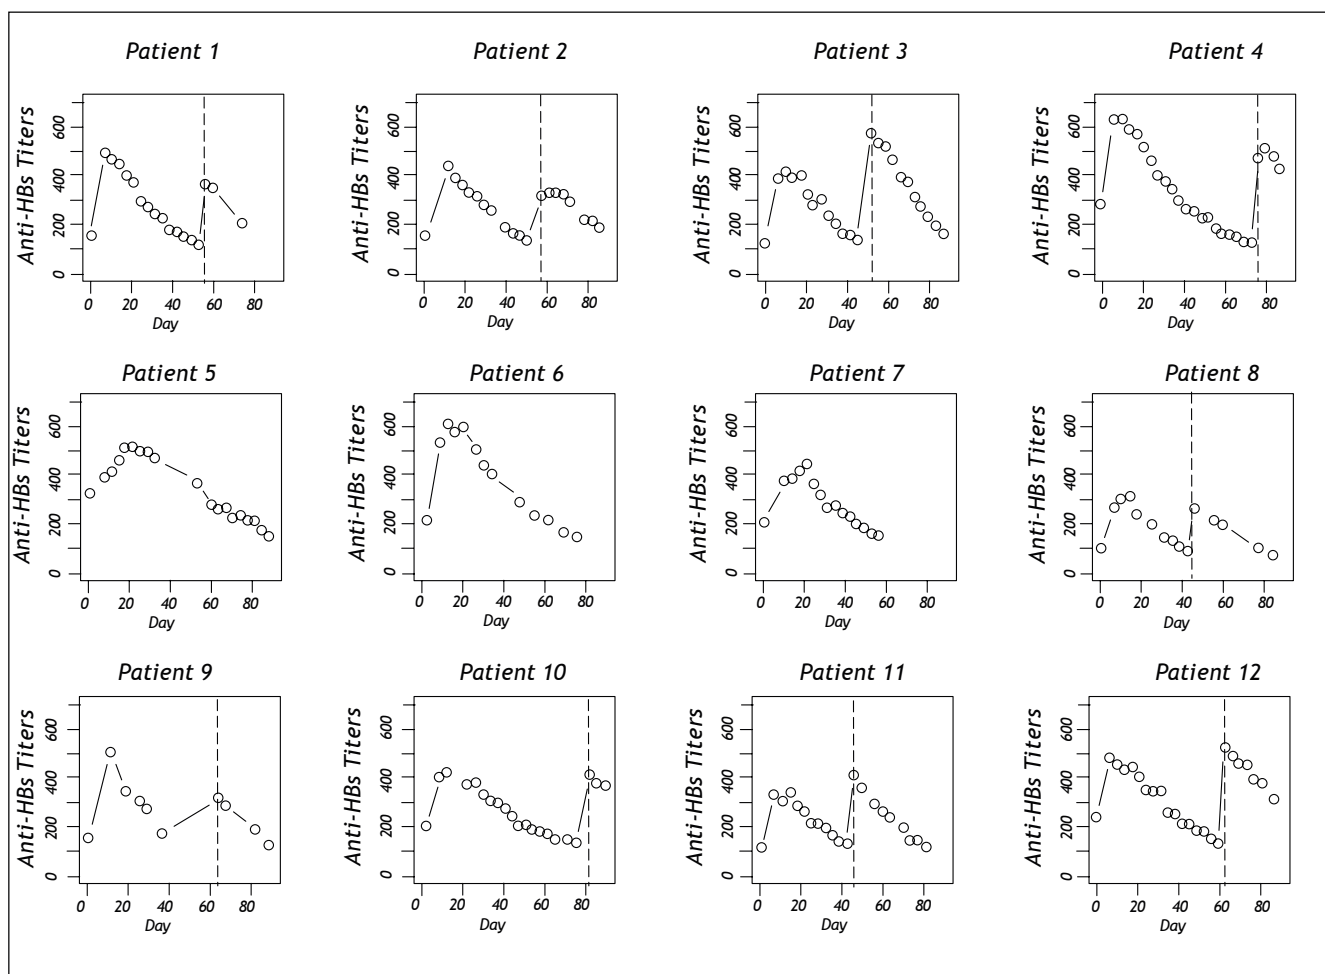 Patient 1
Patient 2
Patient 3
Patient 4
Anti-HBs Titers
0 200 400 600
0 20 40 60 80
Day
Anti-HBs Titers
0 200 400 600
0 20 40 60 80
Day
Anti-HBs Titers
0 200 400 600
0 20 40 60 80
Day
Anti-HBs Titers
0 200 400 600
0 20 40 60 80
Day
Patient 5
Patient 6
Patient 7
Patient 8
Anti-HBs Titers
0 200 400 600
0 20 40 60 80
Day
Anti-HBs Titers
0 200 400 600
0 20 40 60 80
Day
Anti-HBs Titers
0 200 400 600
0 20 40 60 80
Day
Anti-HBs Titers
0 200 400 600
0 20 40 60 80
Day
Patient 9
Patient 10
Patient 11
Patient 12
Anti-HBs Titers
0 200 400 600
0 20 40 60 80
Day
Anti-HBs Titers
0 200 400 600
0 20 40 60 80
Day
Anti-HBs Titers
0 200 400 600
0 20 40 60 80
Day
Anti-HBs Titers
0 200 400 600
0 20 40 60 80
Day